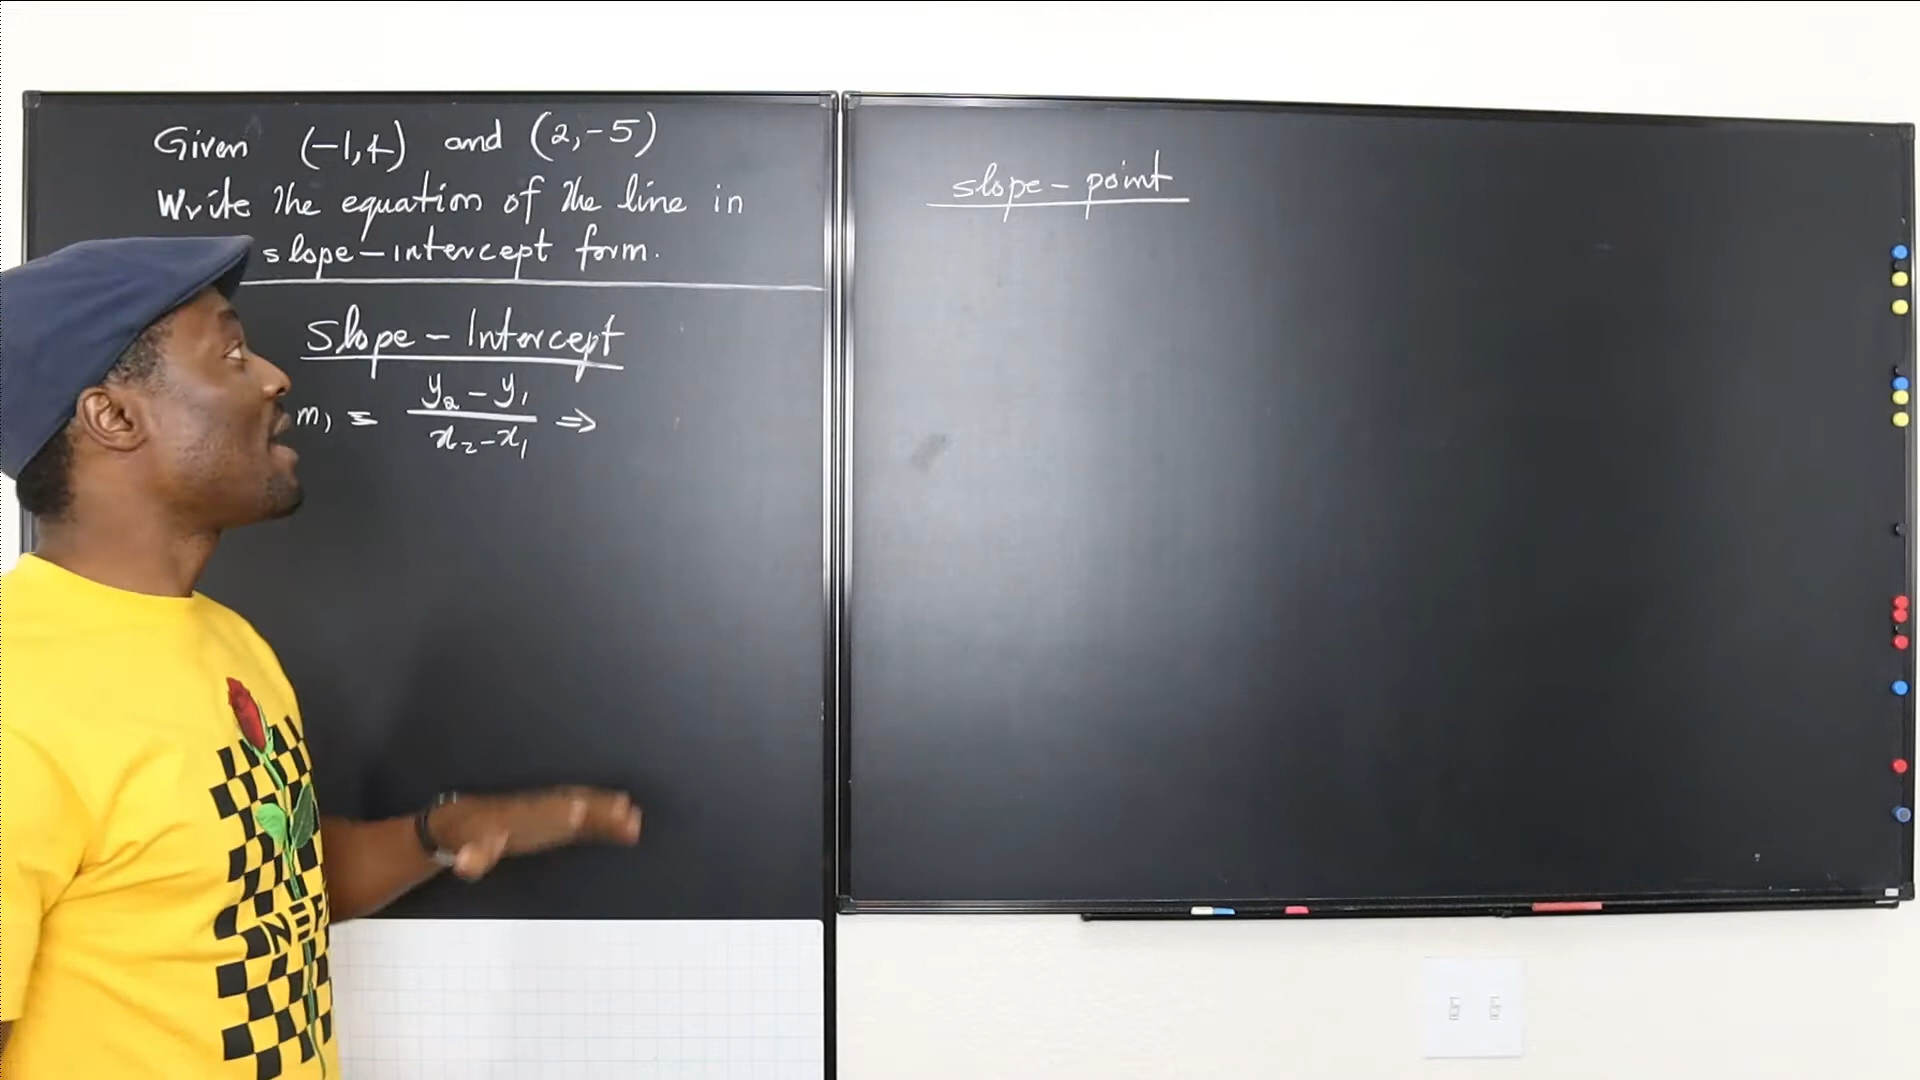 Given (-1,4) and (2,-5)
Write the equation of the line in
slope-intercept form.
Slope - Intercept
m, = y₂ - y₁ / x₂ - x₁ ⇒
slope - point